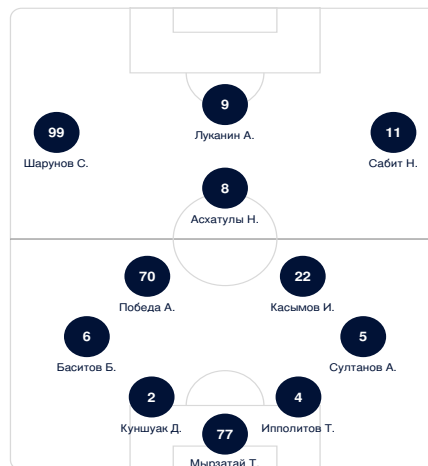 9
Луканин А.
99
Шарунов С.
11
Сабит Н.
8
Асхатулы Н.
70
Победа А.
22
Касымов И.
6
Баситов Б.
5
Султанов А.
2
Куншуак Д.
4
Ипполитов Т.
77
Мырзатай Т.